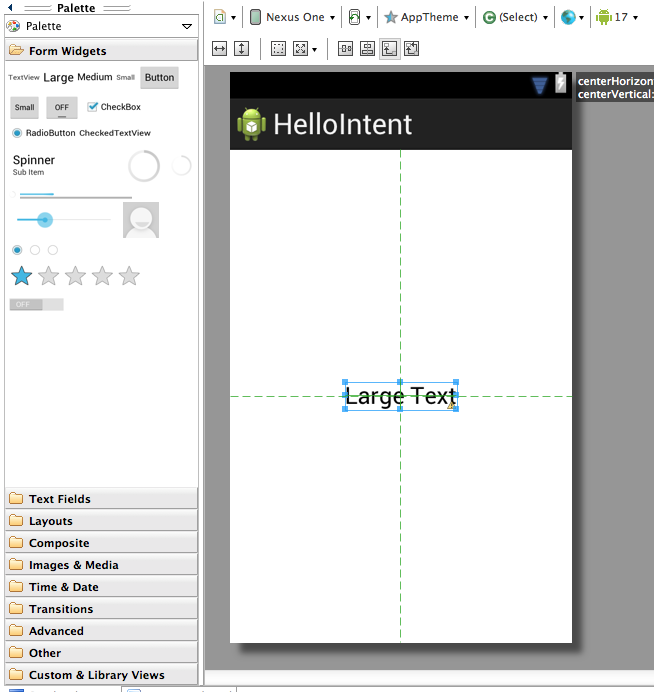 Palette
Palette
Form Widgets
TextView Large Medium Small Button
Small OFF CheckBox
RadioButton CheckedTextView
Spinner
Sub Item
OFF
Text Fields
Layouts
Composite
Images & Media
Time & Date
Transitions
Advanced
Other
Custom & Library Views
Nexus One AppTheme (Select) 17
centerHorizon
centerVertical:
HelloIntent
Large Text